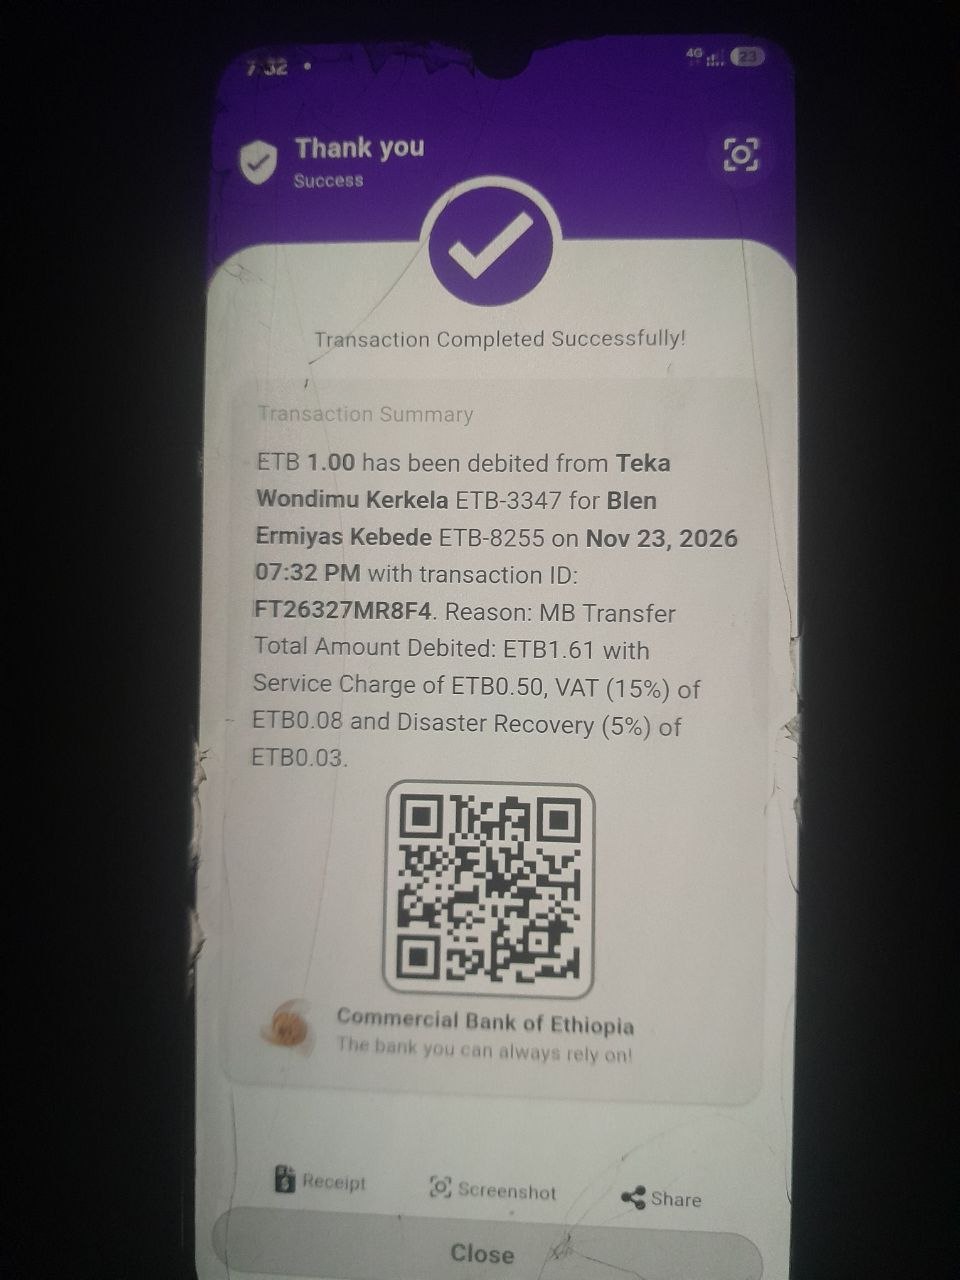 7:32
4G 23
Thank you
Success
Transaction Completed Successfully!
Transaction Summary
ETB 1.00 has been debited from Teka
Wondimu Kerkela ETB-3347 for Blen
Ermiyas Kebede ETB-8255 on Nov 23, 2026
07:32 PM with transaction ID:
FT26327MR8F4. Reason: MB Transfer
Total Amount Debited: ETB1.61 with
Service Charge of ETB0.50, VAT (15%) of
ETB0.08 and Disaster Recovery (5%) of
ETB0.03.
Commercial Bank of Ethiopia
The bank you can always rely on!
Receipt
Screenshot
Share
Close